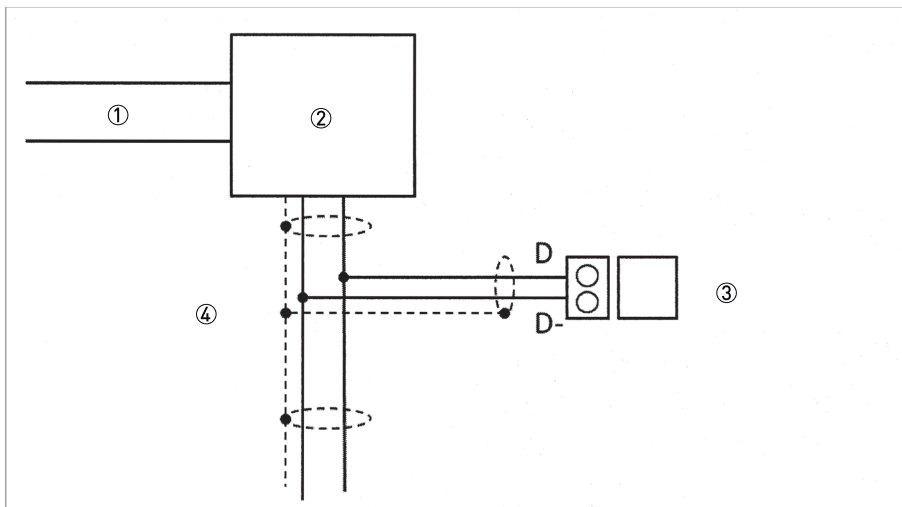 ①
②
D
③
④
D-